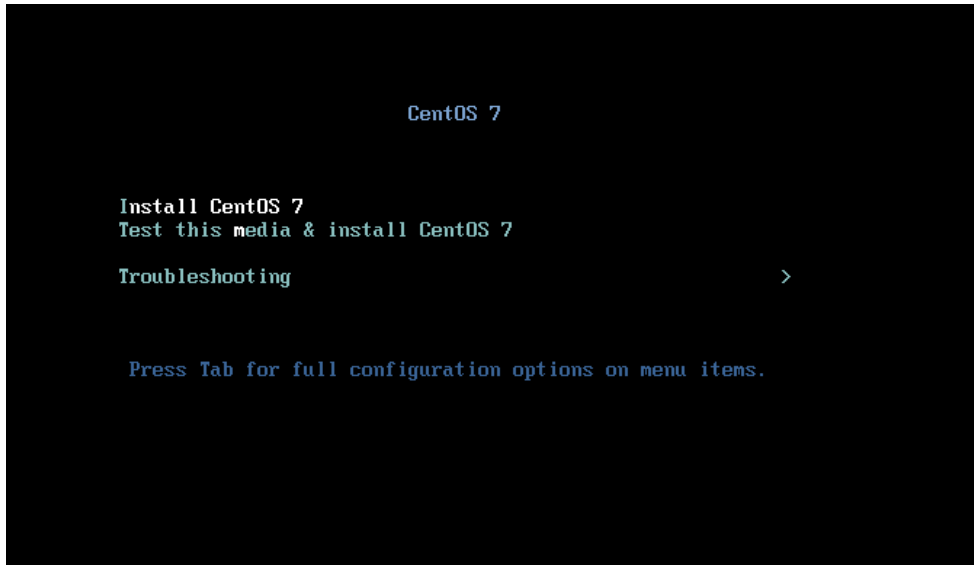 CentOS 7
Install CentOS 7
Test this media & install CentOS 7
Troubleshooting >
Press Tab for full configuration options on menu items.